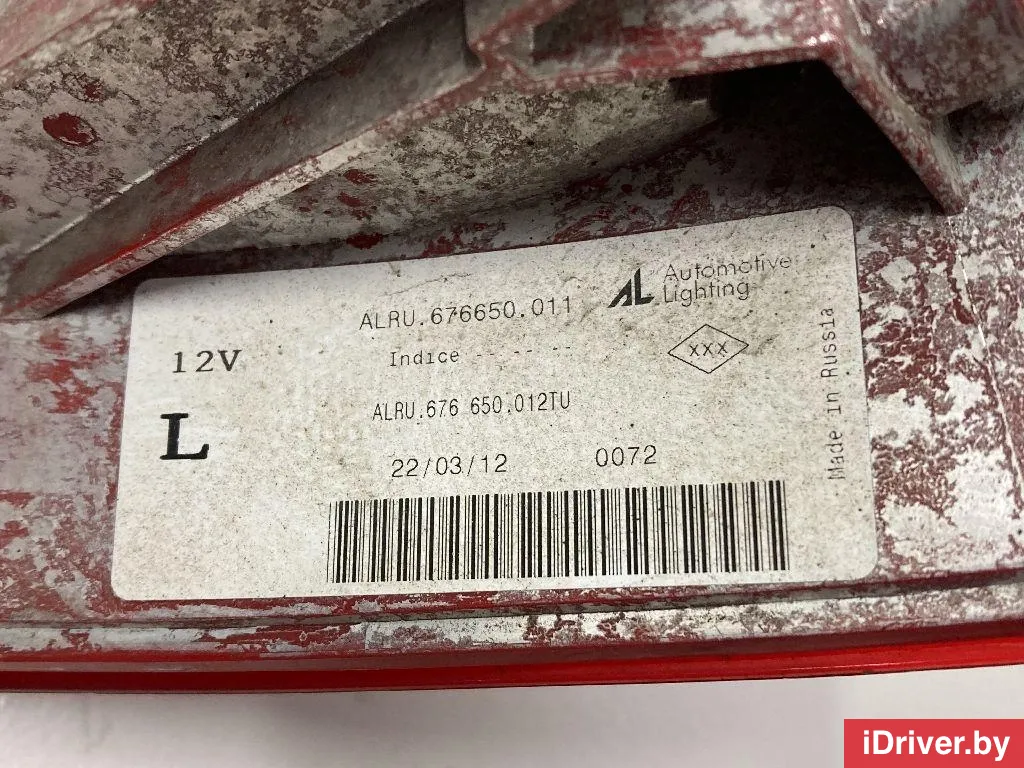 ALRU.676650.011
AL Automotive
Lighting
12V
Indice -- -- --
XXX
L
ALRU.676 650.012TU
22/03/12 0072
Made in Russia
iDriver.by